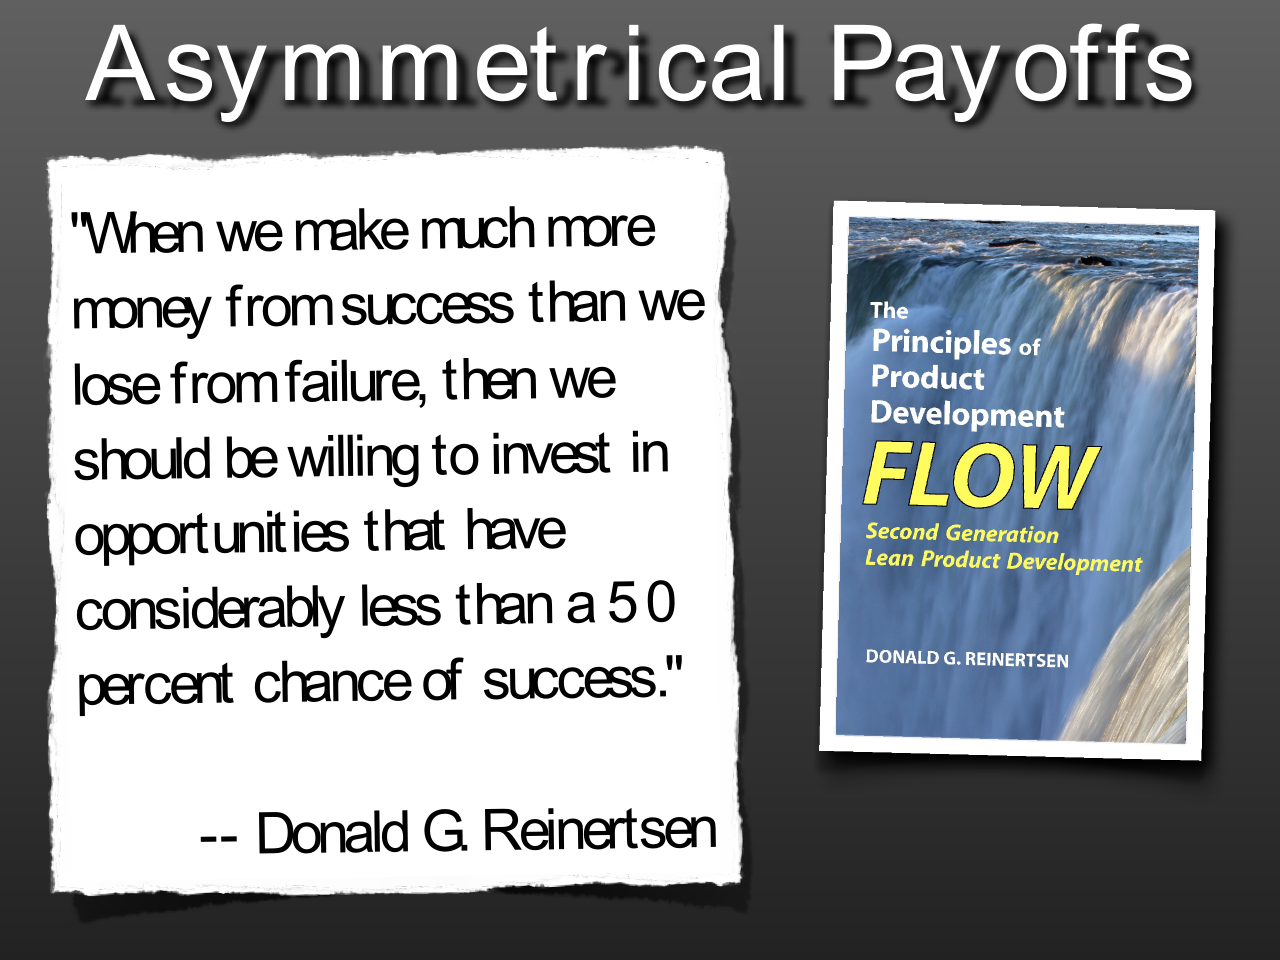 Asymmetrical Payoffs
"When we make much more
money from success than we
lose from failure, then we
should be willing to invest in
opportunities that have
considerably less than a 50
percent chance of success."
-- Donald G. Reinertsen
The
Principles of
Product
Development
FLOW
Second Generation
Lean Product Development
DONALD G. REINERTSEN